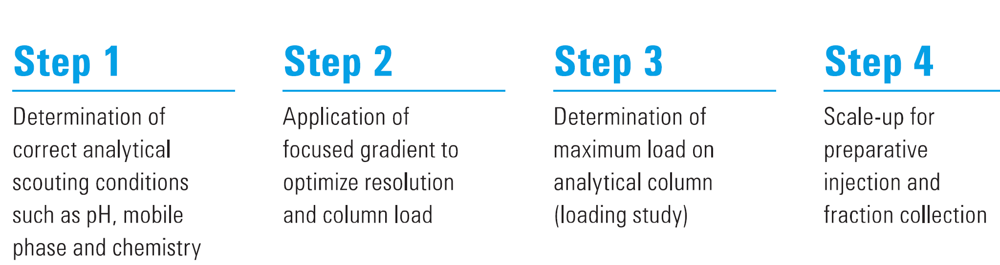 Step 1
Determination of
correct analytical
scouting conditions
such as pH, mobile
phase and chemistry
Step 2
Application of
focused gradient to
optimize resolution
and column load
Step 3
Determination of
maximum load on
analytical column
(loading study)
Step 4
Scale-up for
preparative
injection and
fraction collection